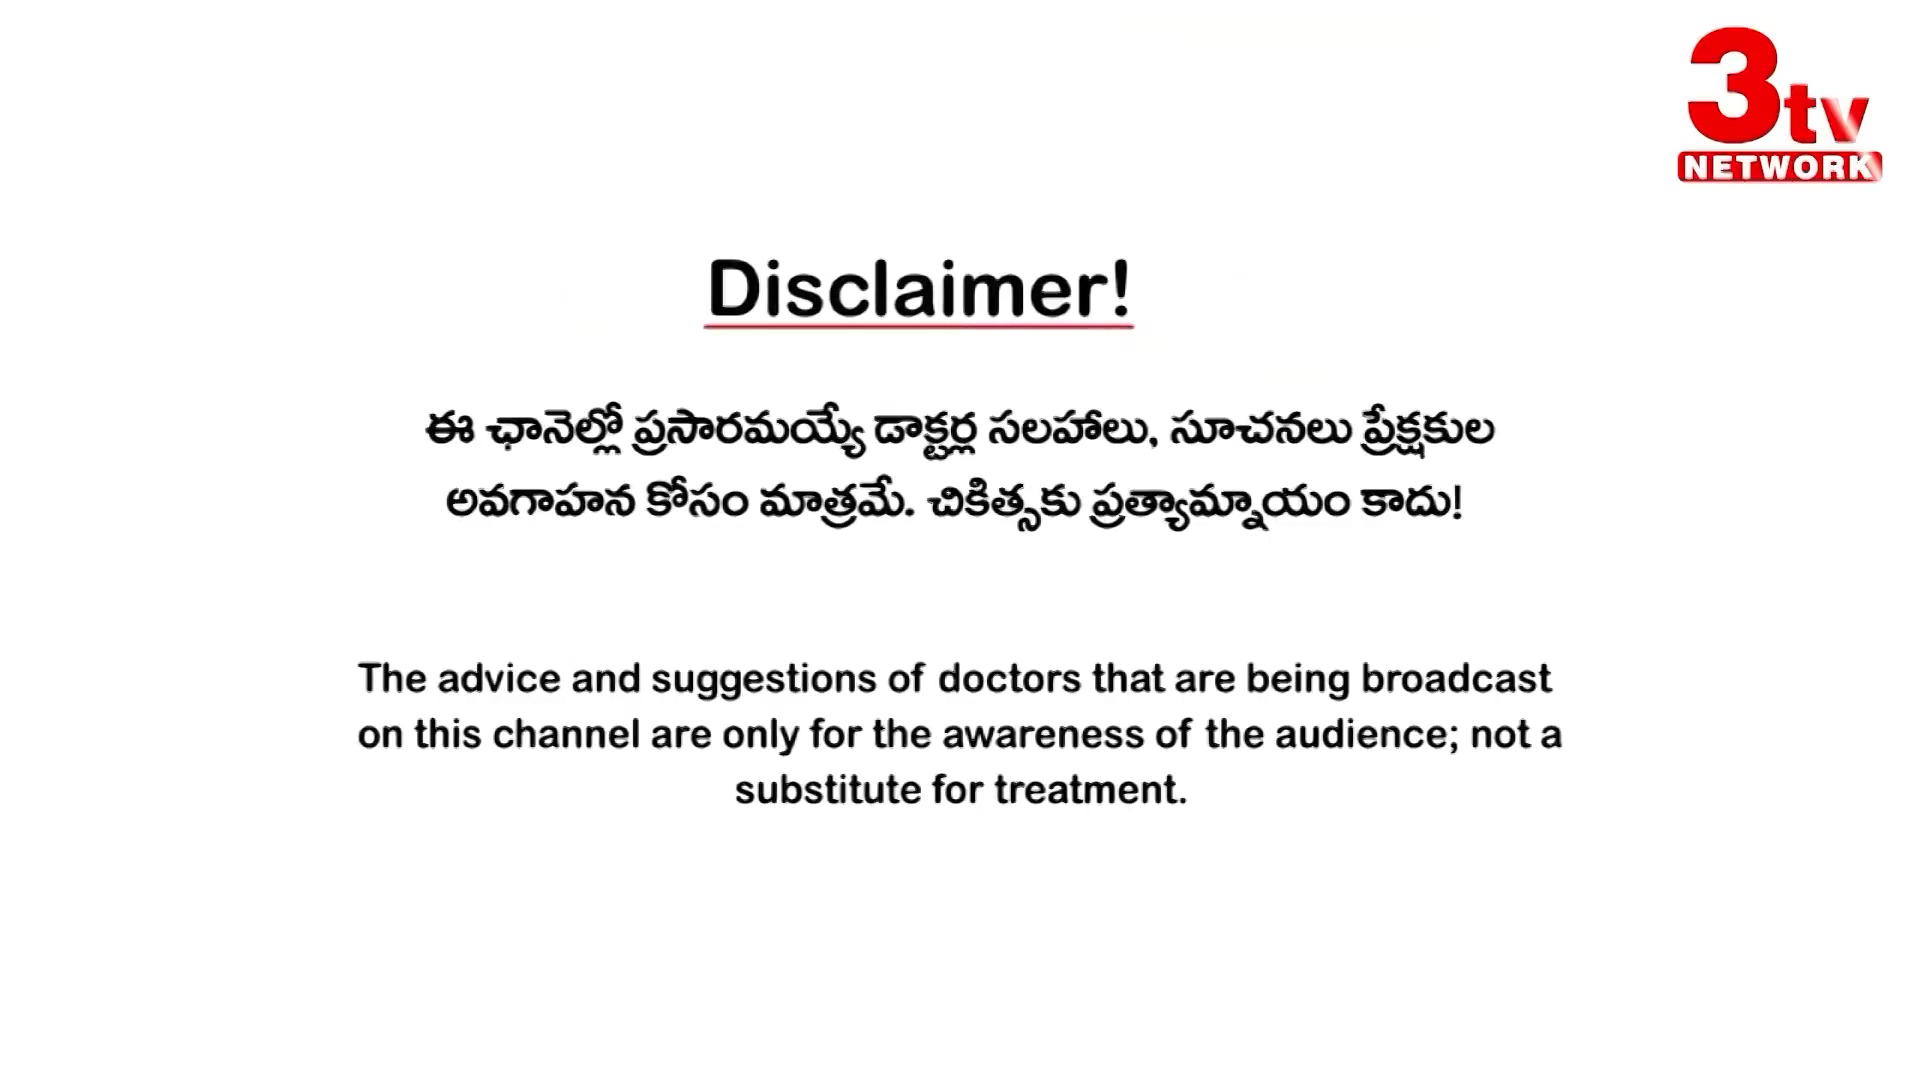 3tv
NETWORK
Disclaimer!
ఈ ఛానెల్లో ప్రసారమయ్యే డాక్టర్ల సలహాలు, సూచనలు ప్రేక్షకుల
అవగాహన కోసం మాత్రమే. చికిత్సకు ప్రత్యామ్నాయం కాదు!
The advice and suggestions of doctors that are being broadcast
on this channel are only for the awareness of the audience; not a
substitute for treatment.